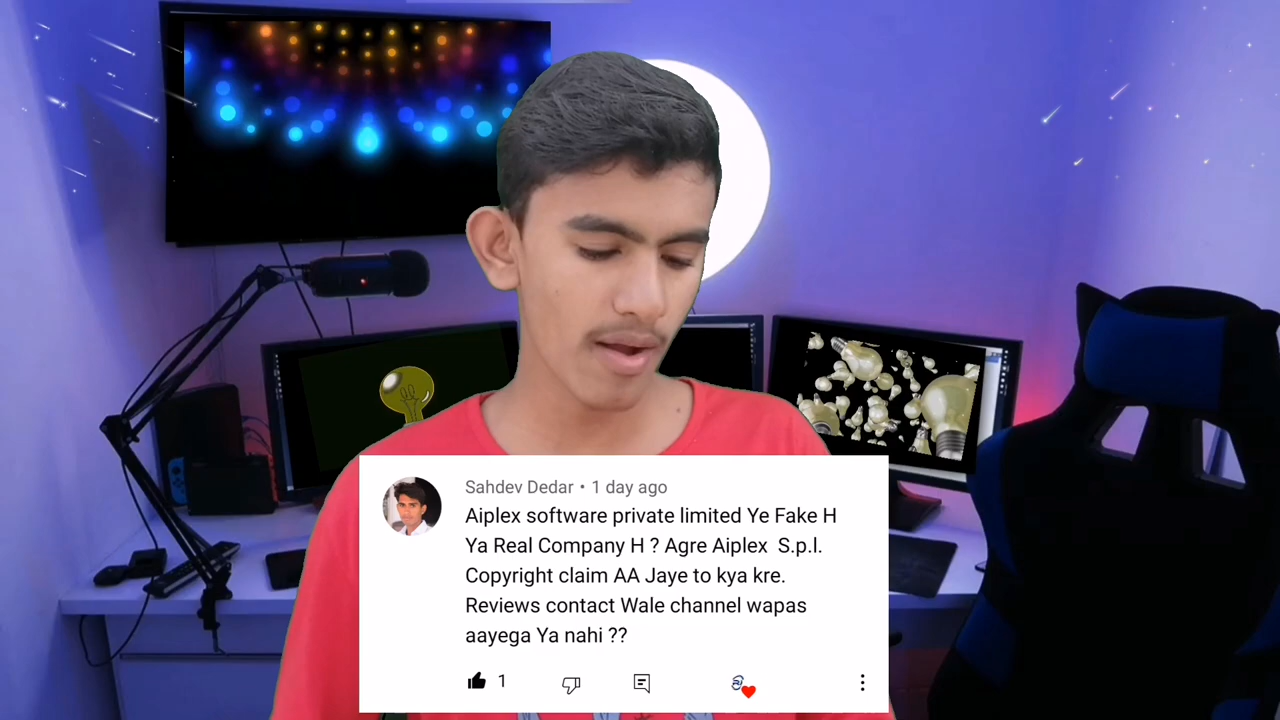 Sahdev Dedar • 1 day ago
Aiplex software private limited Ye Fake H
Ya Real Company H ? Agre Aiplex S.p.l.
Copyright claim AA Jaye to kya kre.
Reviews contact Wale channel wapas
aayega Ya nahi ??
1